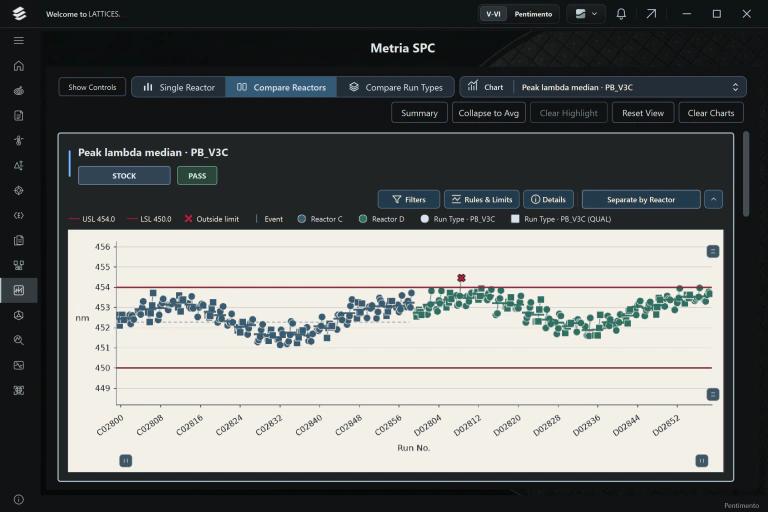 Welcome to LATTICES.
V-VI Pentimento
Metria SPC
Show Controls
Single Reactor
Compare Reactors
Compare Run Types
Chart
Peak lambda median · PB_V3C
Summary
Collapse to Avg
Clear Highlight
Reset View
Clear Charts
Peak lambda median · PB_V3C
STOCK
PASS
Filters
Rules & Limits
Details
Separate by Reactor
USL 454.0
LSL 450.0
Outside limit
Event
Reactor C
Reactor D
Run Type · PB_V3C
Run Type · PB_V3C (QUAL)
456
455
454
453
452
451
450
449
nm
C02800
C02808
C02816
C02824
C02832
C02840
C02848
C02856
D02804
D02812
D02820
D02828
D02836
D02844
D02852
Run No.
Pentimento